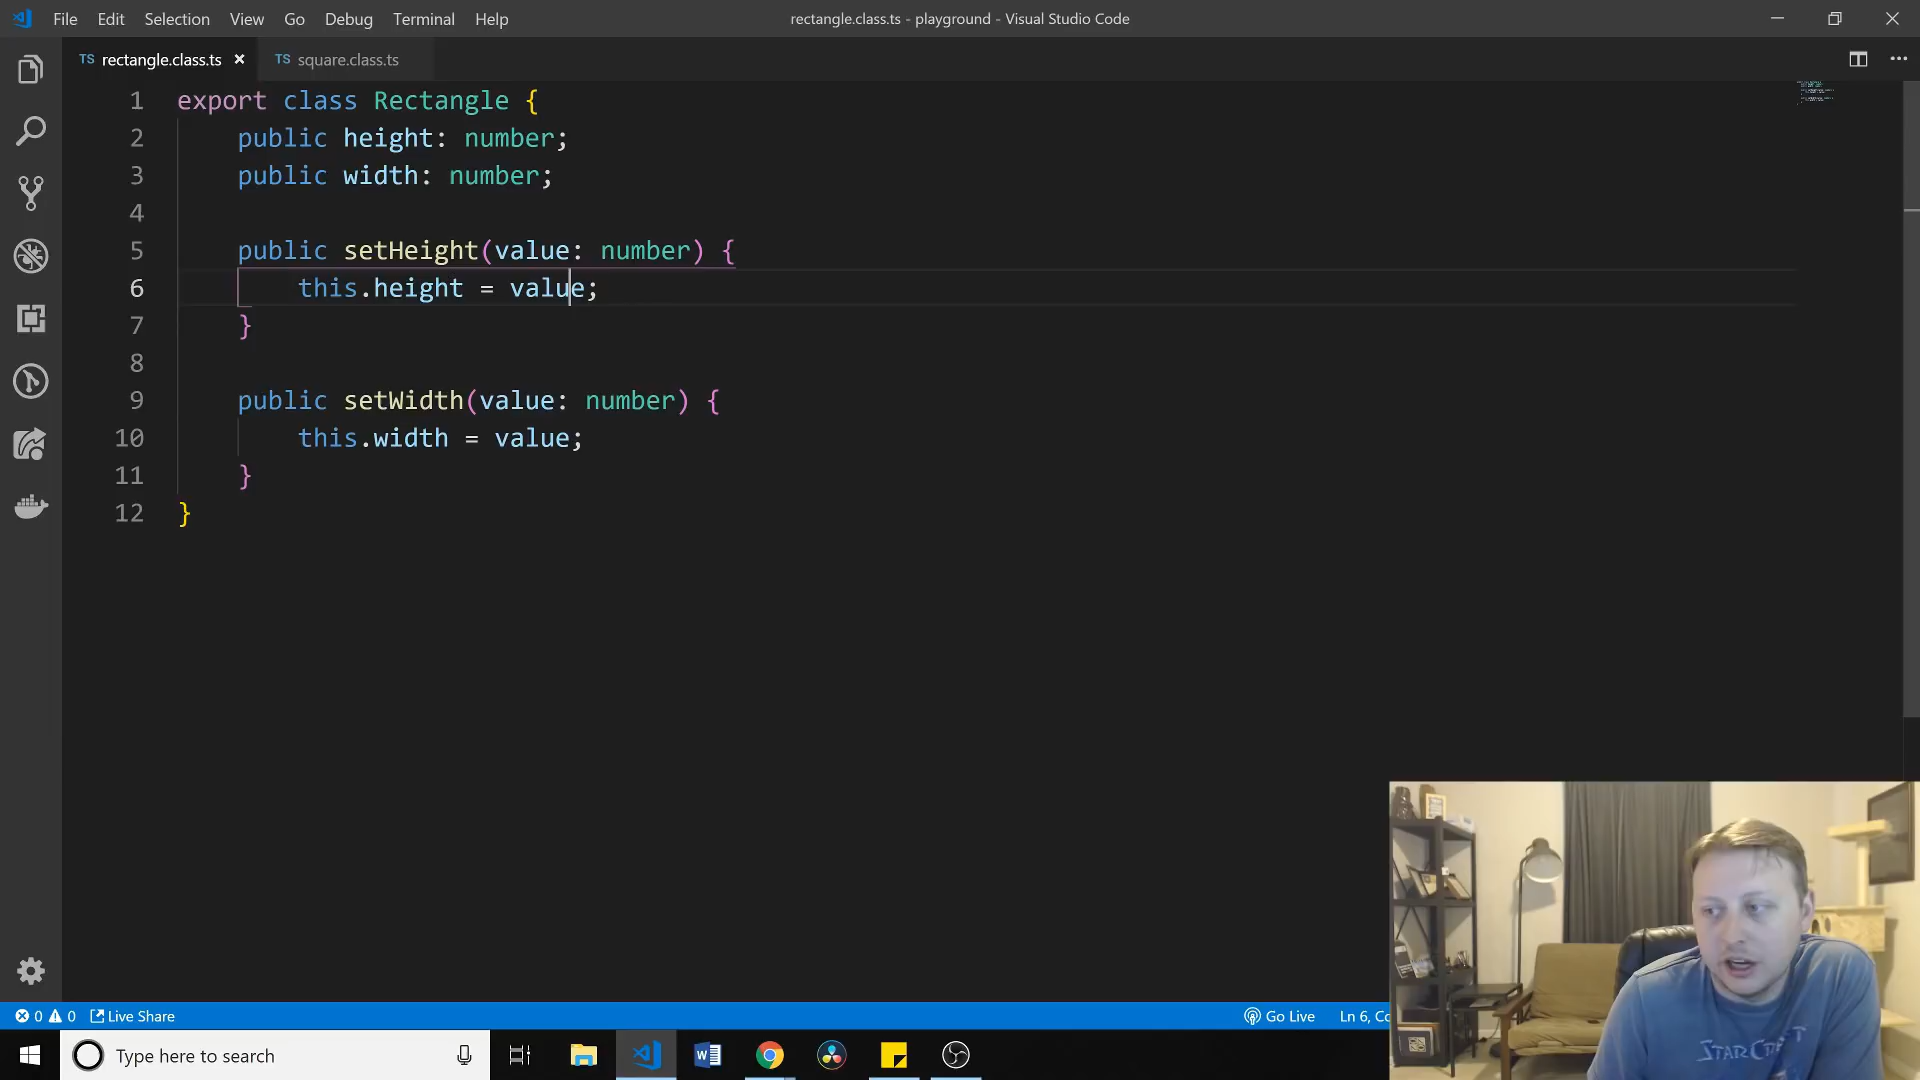 File Edit Selection View Go Debug Terminal Help
rectangle.class.ts - playground - Visual Studio Code
TS rectangle.class.ts
TS square.class.ts
1 export class Rectangle {
2 public height: number;
3 public width: number;
4
5 public setHeight(value: number) {
6 this.height = value;
7 }
8
9 public setWidth(value: number) {
10 this.width = value;
11 }
12 }
0 0 Live Share
Go Live
Ln 6, Co
Type here to search
STARCRAFT